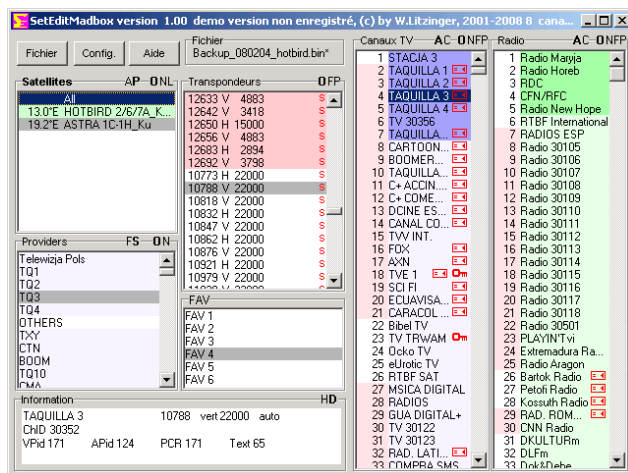 SetEditMadbox version 1.00 demo version non enregistré, (c) by W.Litzinger, 2001-2008 8 cana...
Fichier
Config.
Aide
Fichier
Backup_080204_hotbird.bin*
Satellites AP ONL
All
13.0°E HOTBIRD 2/6/7A_K...
19.2°E ASTRA 1C-1H_Ku
Transpondeurs OFP
12633 V 4883 S
12642 V 3418 S
12650 H 15000 S
12656 V 4883 S
12683 H 2894 S
12692 V 3798 S
10773 H 22000 S
10788 V 22000 S
10818 V 22000 S
10832 H 22000 S
10847 V 22000 S
10862 H 22000 S
10876 V 22000 S
10921 H 22000 S
10979 V 22000 S
Providers FS ON
Telewizja Pols
TQ1
TQ2
TQ3
TQ4
OTHERS
TXY
CTN
BOOM
TQ10
CMA
FAV
FAV 1
FAV 2
FAV 3
FAV 4
FAV 5
FAV 6
Information HD-
TAQUILLA 3 10788 vert 22000 auto
ChID 30352
VPid 171 APid 124 PCR 171 Text 65
Canaux TV AC ONFP
1 STACJA 3
2 TAQUILLA 1
3 TAQUILLA 2
4 TAQUILLA 3
5 TAQUILLA 4
6 TV 30356
7 TAQUILLA...
8 CARTOON...
9 BOOMER...
10 TAQUILLA...
11 C+ ACCIN...
12 C+ COME...
13 DCINE ES...
14 CANAL CO...
15 TVV INT.
16 FOX
17 AXN
18 TVE 1
19 SCI FI
20 ECUAVISA...
21 CARACOL ...
22 Bibel TV
23 TV TRWAM
24 Ocko TV
25 eUrotic TV
26 RTBF SAT
27 MSICA DIGITAL
28 RADIOS
29 GUA DIGITAL+
30 TV 30122
31 TV 30123
32 RAD. LATI...
33 COMPRA SMS
Radio AC ONFP
1 Radio Maryja
2 Radio Horeb
3 RDC
4 CFN/RFC
5 Radio New Hope
6 RTBF International
7 RADIOS ESP
8 Radio 30105
9 Radio 30106
10 Radio 30107
11 Radio 30108
12 Radio 30109
13 Radio 30110
14 Radio 30111
15 Radio 30112
16 Radio 30113
17 Radio 30114
18 Radio 30115
19 Radio 30116
20 Radio 30117
21 Radio 30118
22 Radio 30501
23 PLAYIN'Tvi
24 Extremadura Ra...
25 Radio Aragon
26 Bartok Radio
27 Petofi Radio
28 Kossuth Radio
29 RAD. ROM...
30 CNN Radio
31 DKULTURm
32 DLFm
33 Dok&Debe